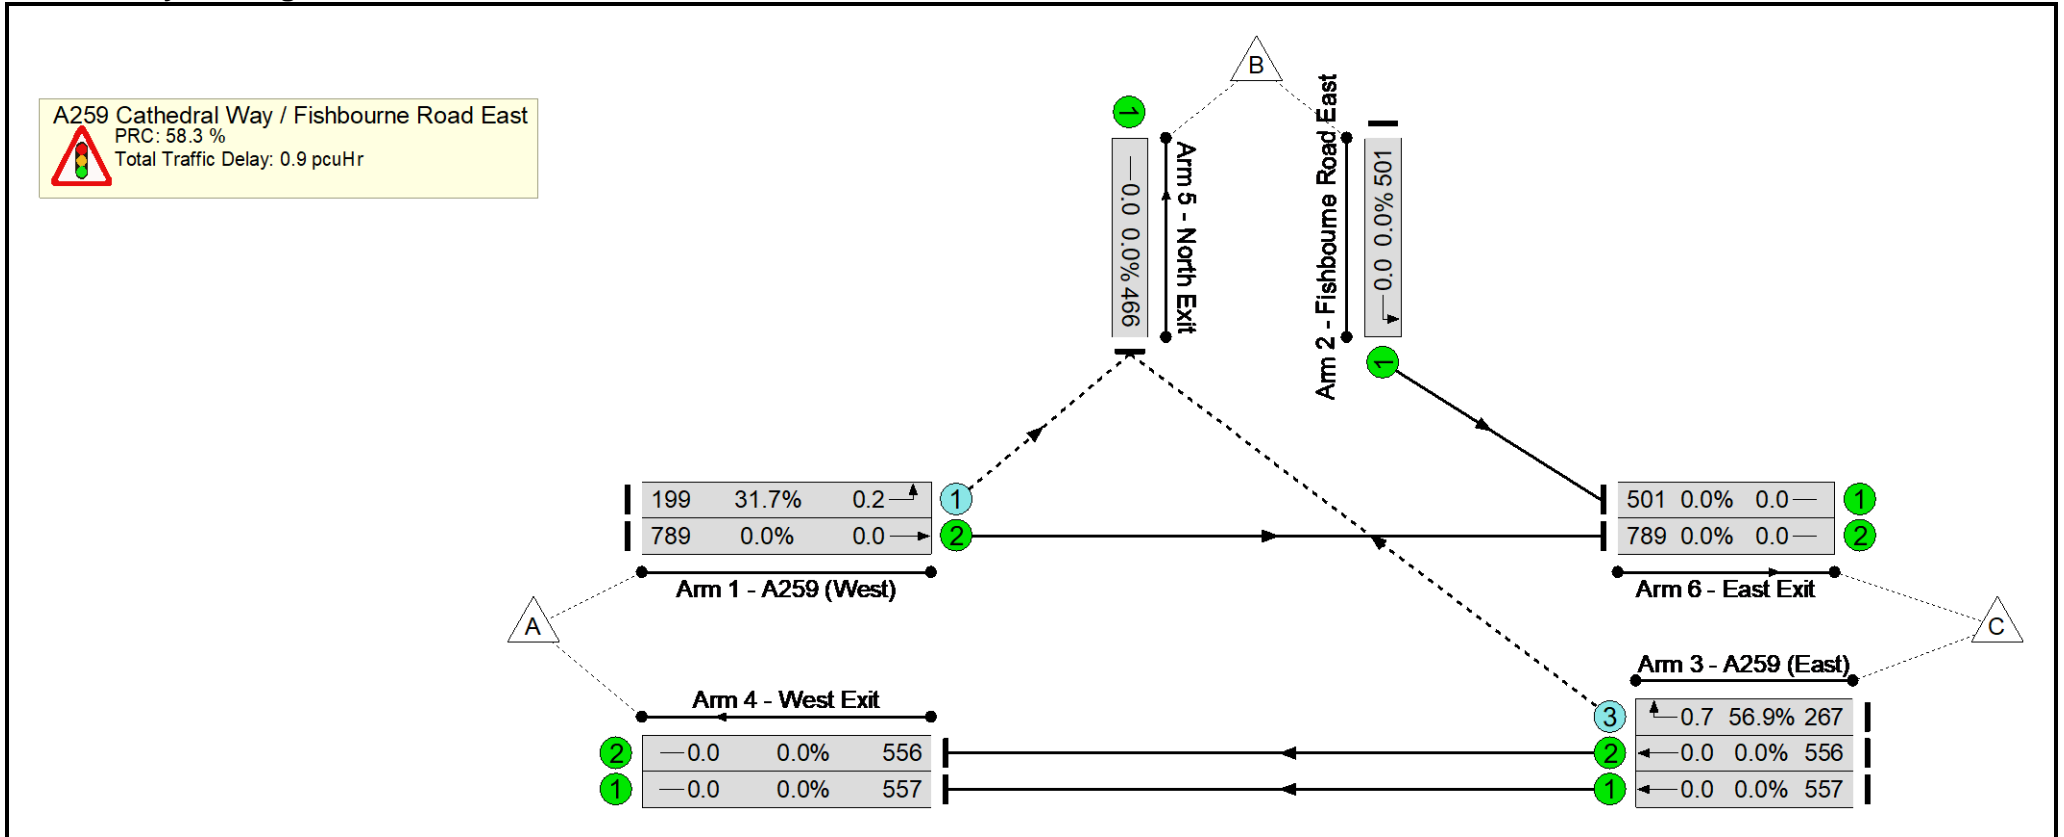 A259 Cathedral Way / Fishbourne Road East
PRC: 58.3 %
Total Traffic Delay: 0.9 pcuHr
B
1
0.0 0.0% 466
Arm 5 - North Exit
Arm 2 - Fishbourne Road East
0.0 0.0% 501
1
199 31.7% 0.2 1
789 0.0% 0.0 2
Arm 1 - A259 (West)
501 0.0% 0.0 1
789 0.0% 0.0 2
Arm 6 - East Exit
A
C
Arm 4 - West Exit
2 0.0 0.0% 556
1 0.0 0.0% 557
Arm 3 - A259 (East)
3 0.7 56.9% 267
2 0.0 0.0% 556
1 0.0 0.0% 557